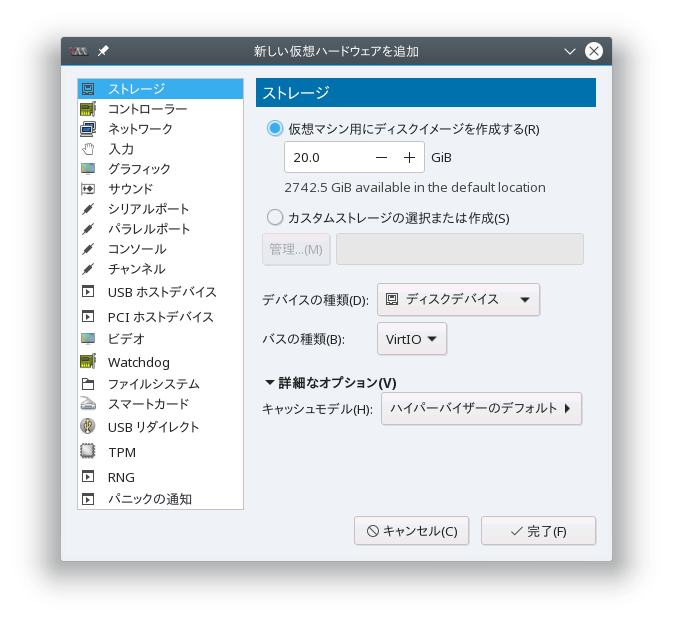 新しい仮想ハードウェアを追加
ストレージ
コントローラー
ネットワーク
入力
グラフィック
サウンド
シリアルポート
パラレルポート
コンソール
チャンネル
USB ホストデバイス
PCI ホストデバイス
ビデオ
Watchdog
ファイルシステム
スマートカード
USB リダイレクト
TPM
RNG
パニックの通知
ストレージ
仮想マシン用にディスクイメージを作成する(R)
20.0 − + GiB
2742.5 GiB available in the default location
カスタムストレージの選択または作成(S)
管理...(M)
デバイスの種類(D): ディスクデバイス
バスの種類(B): VirtIO
詳細なオプション(V)
キャッシュモデル(H): ハイパーバイザーのデフォルト
キャンセル(C) 完了(F)